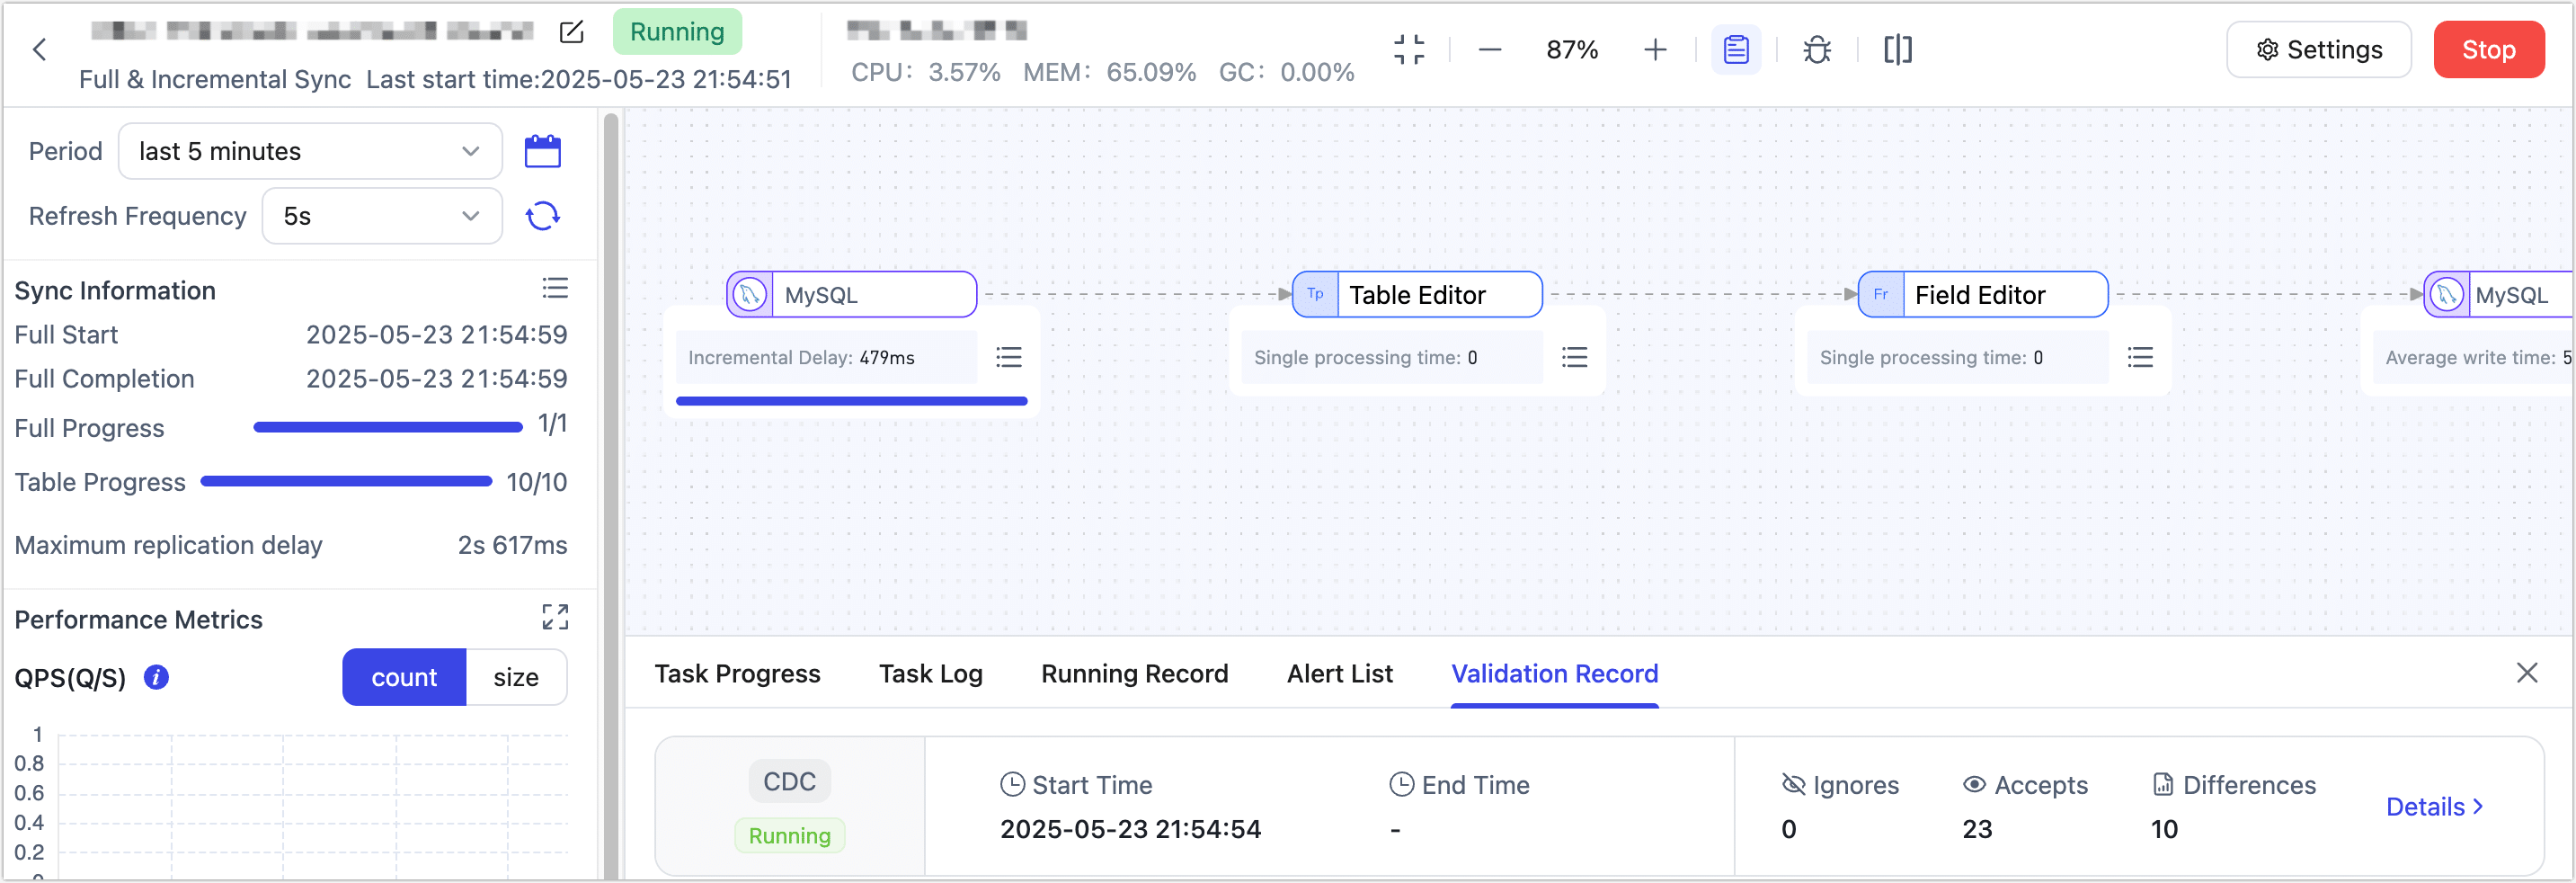 Running
Full & Incremental Sync Last start time:2025-05-23 21:54:51
CPU: 3.57% MEM: 65.09% GC: 0.00%
87%
Settings
Stop
Period last 5 minutes
Refresh Frequency 5s
Sync Information
Full Start 2025-05-23 21:54:59
Full Completion 2025-05-23 21:54:59
Full Progress 1/1
Table Progress 10/10
Maximum replication delay 2s 617ms
Performance Metrics
QPS(Q/S) i count size
1
0.8
0.6
0.4
0.2
MySQL
Incremental Delay: 479ms
Tp Table Editor
Single processing time: 0
Fr Field Editor
Single processing time: 0
MySQL
Average write time: 5
Task Progress Task Log Running Record Alert List Validation Record
CDC
Running
Start Time
2025-05-23 21:54:54
End Time
-
Ignores
0
Accepts
23
Differences
10
Details